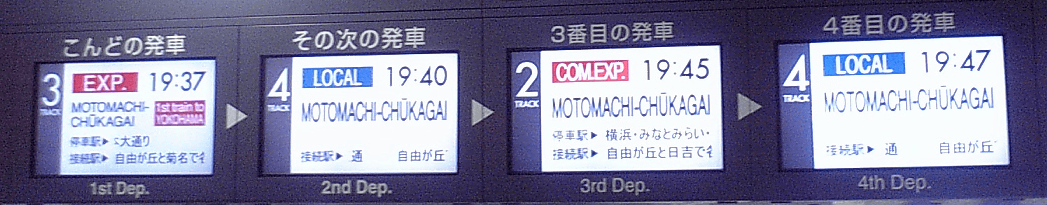 こんどの発車
3 TRACK
EXP. 19:37
MOTOMACHI-CHŪKAGAI
1st train to YOKOHAMA
停車駅▶ 大通り
接続駅▶ 自由が丘と菊名で
1st Dep.
その次の発車
4 TRACK
LOCAL 19:40
MOTOMACHI-CHŪKAGAI
接続駅▶ 通 自由が丘
2nd Dep.
3番目の発車
2 TRACK
COM.EXP. 19:45
MOTOMACHI-CHŪKAGAI
停車駅▶ 横浜・みなとみらい・
接続駅▶ 自由が丘と日吉で
3rd Dep.
4番目の発車
4 TRACK
LOCAL 19:47
MOTOMACHI-CHŪKAGAI
接続駅▶ 通 自由が丘
4th Dep.